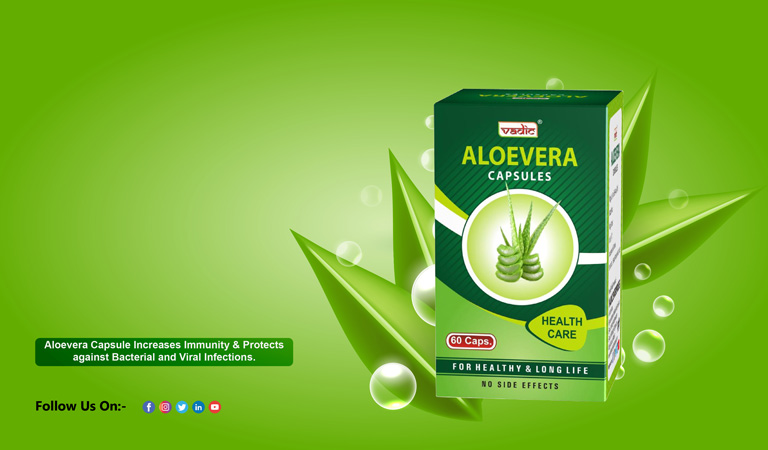 vadic®
ALOEVERA
CAPSULES
HEALTH
CARE
60 Caps.
FOR HEALTHY & LONG LIFE
NO SIDE EFFECTS
Aloevera Capsule Increases Immunity & Protects
against Bacterial and Viral Infections.
Follow Us On:-